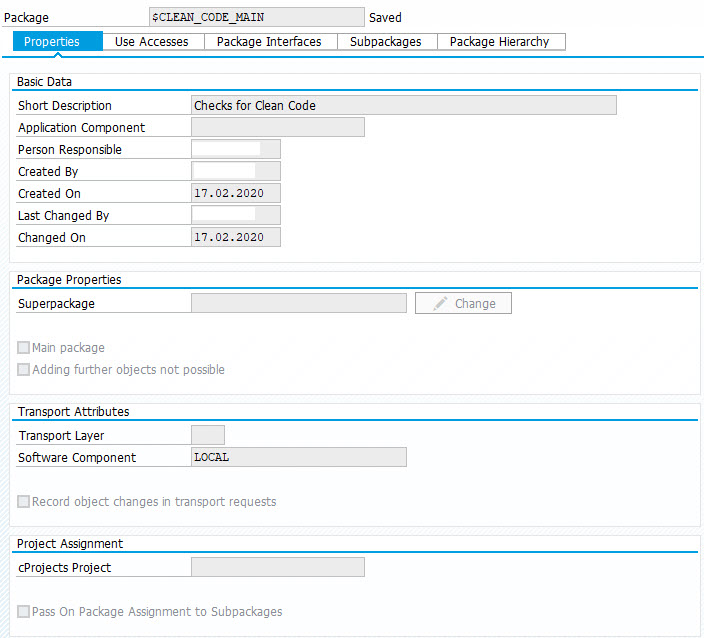 Package $CLEAN_CODE_MAIN Saved
Properties Use Accesses Package Interfaces Subpackages Package Hierarchy
Basic Data
Short Description Checks for Clean Code
Application Component
Person Responsible
Created By
Created On 17.02.2020
Last Changed By
Changed On 17.02.2020
Package Properties
Superpackage Change
Main package
Adding further objects not possible
Transport Attributes
Transport Layer
Software Component LOCAL
Record object changes in transport requests
Project Assignment
cProjects Project
Pass On Package Assignment to Subpackages